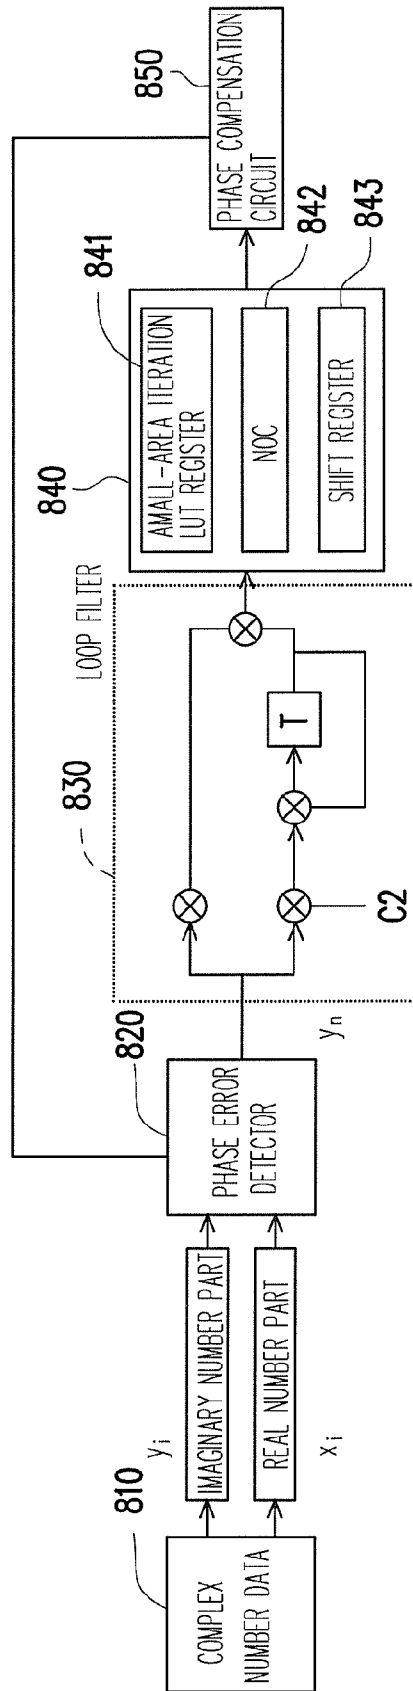 810
COMPLEX
NUMBER DATA
yi
IMAGINARY NUMBER PART
REAL NUMBER PART
xi
820
PHASE ERROR
DETECTOR
yn
830
LOOP FILTER
C2
T
840
841
AMALL-AREA ITERATION
LUT REGISTER
NOC
842
SHIFT REGISTER
843
850
PHASE COMPENSATION
CIRCUIT